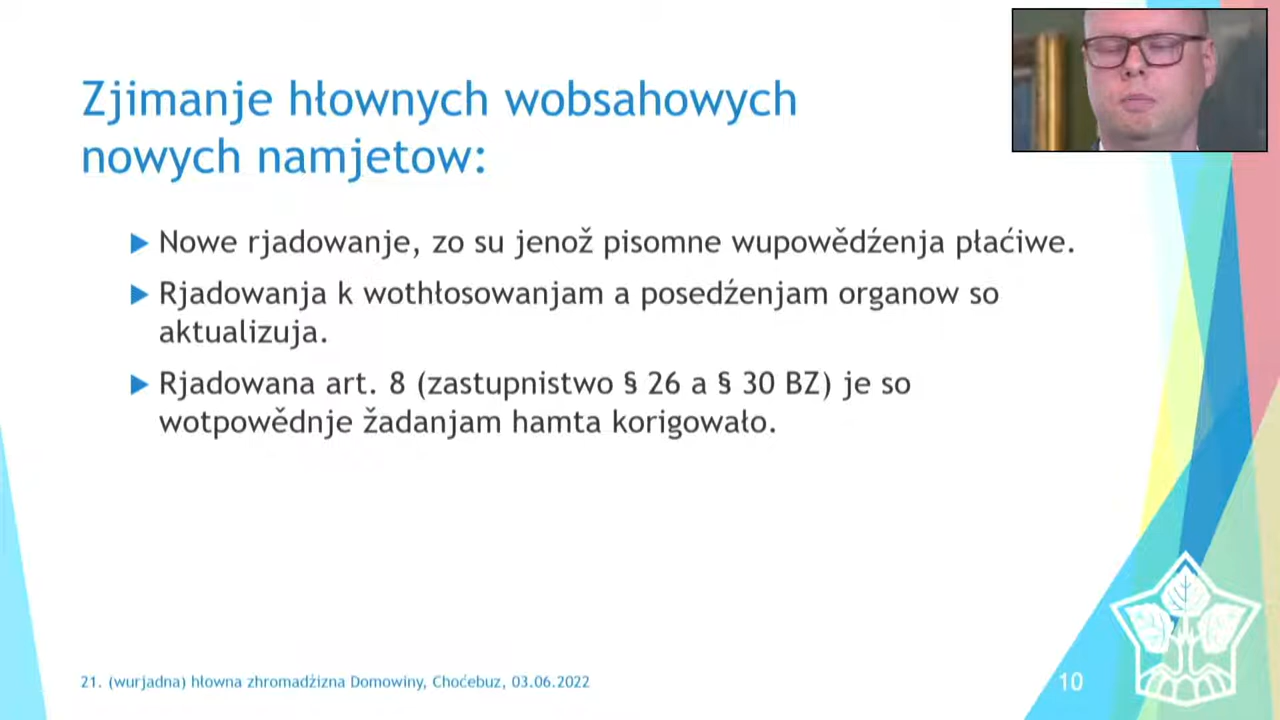 Zjimanje hłownych wobsahowych
nowych namjetow:
Nowe rjadowanje, zo su jenož pisomne wupowědźenja płaćiwe.
Rjadowanja k wothłosowanjam a posedźenjam organow so
aktualizuja.
Rjadowana art. 8 (zastupnistwo § 26 a § 30 BZ) je so
wotpowědnje žadanjam hamta korigowało.
21. (wurjadna) hłowna zhromadźizna Domowiny, Choćebuz, 03.06.2022
10